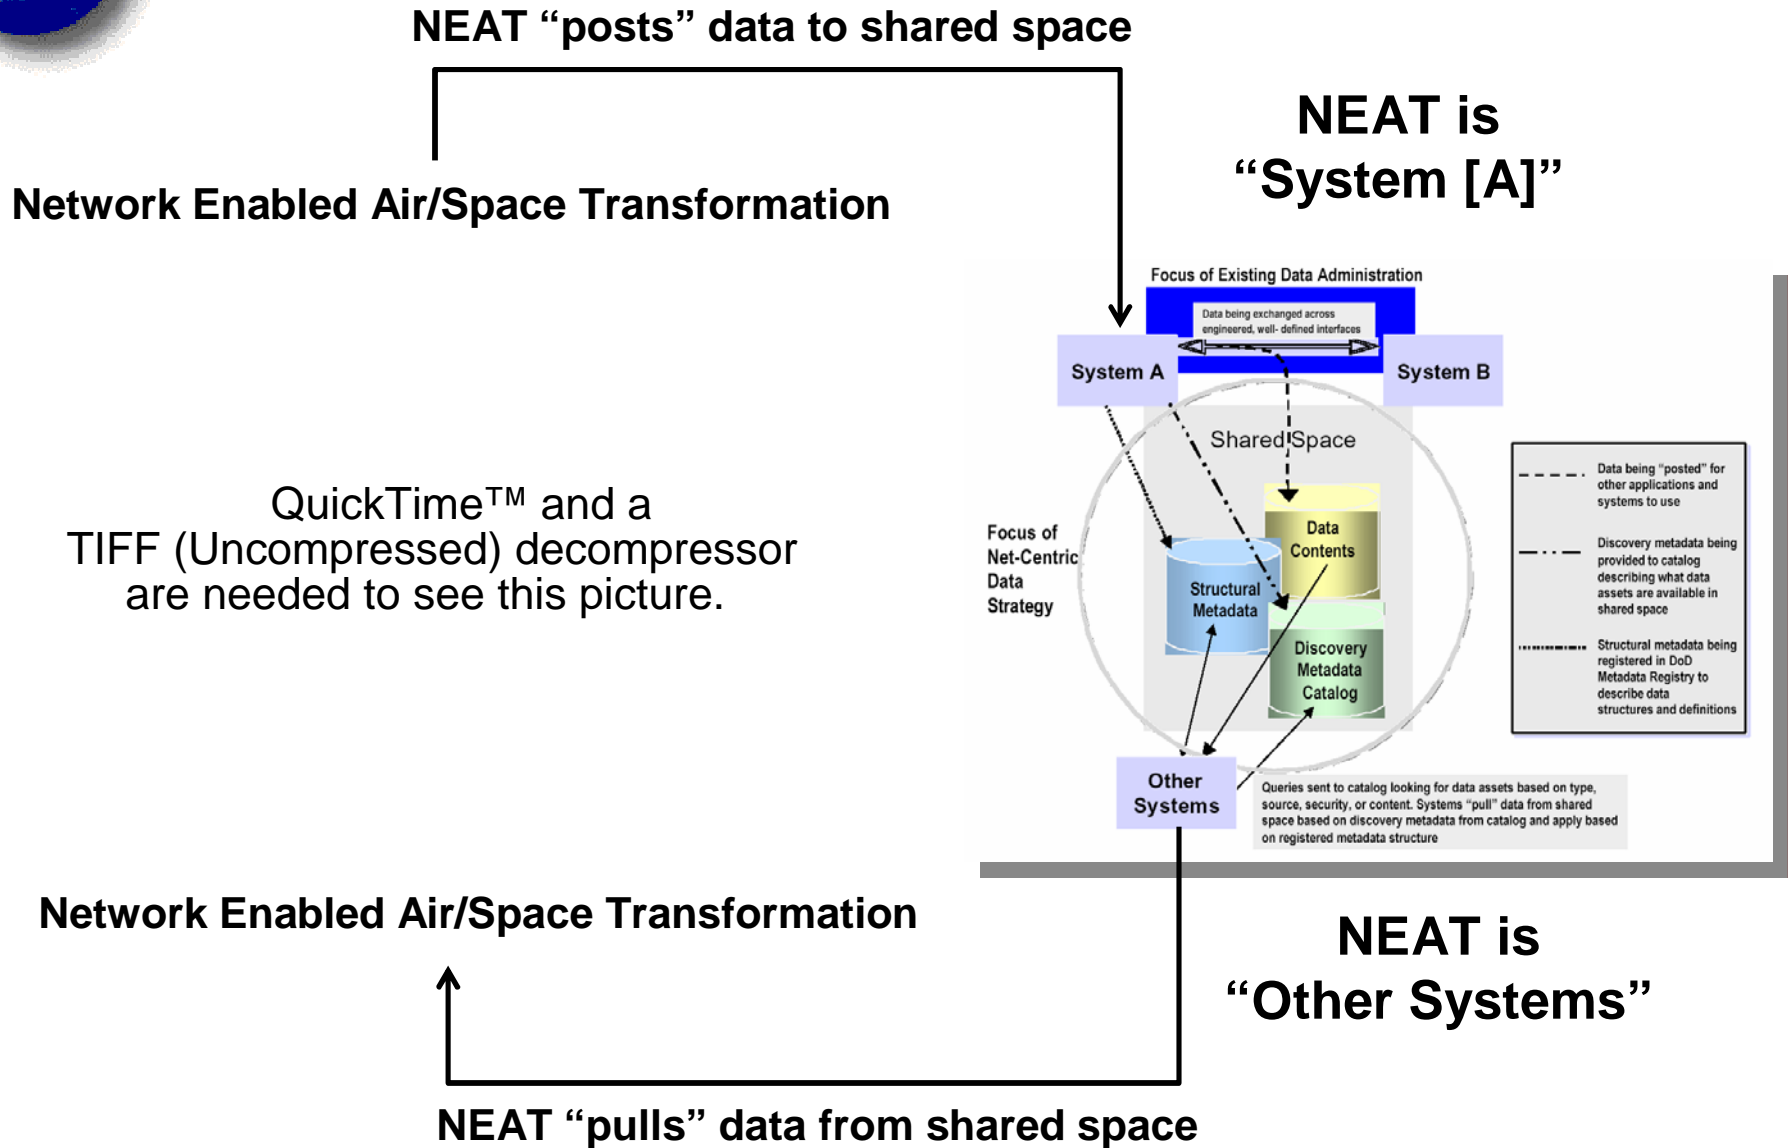 NEAT “posts” data to shared space
NEAT is
“System [A]”
Network Enabled Air/Space Transformation
Focus of Existing Data Administration
Data being exchanged across
engineered, well- defined interfaces
System A
System B
Shared Space
Data
Contents
Structural
Metadata
Discovery
Metadata
Catalog
Focus of
Net-Centric
Data
Strategy
Data being “posted” for
other applications and
systems to use
Discovery metadata being
provided to catalog
describing what data
assets are available in
shared space
Structural metadata being
registered in DoD
Metadata Registry to
describe data
structures and definitions
QuickTime™ and a
TIFF (Uncompressed) decompressor
are needed to see this picture.
Other
Systems
Queries sent to catalog looking for data assets based on type,
source, security, or content. Systems “pull” data from shared
space based on discovery metadata from catalog and apply based
on registered metadata structure
Network Enabled Air/Space Transformation
NEAT is
“Other Systems”
NEAT “pulls” data from shared space